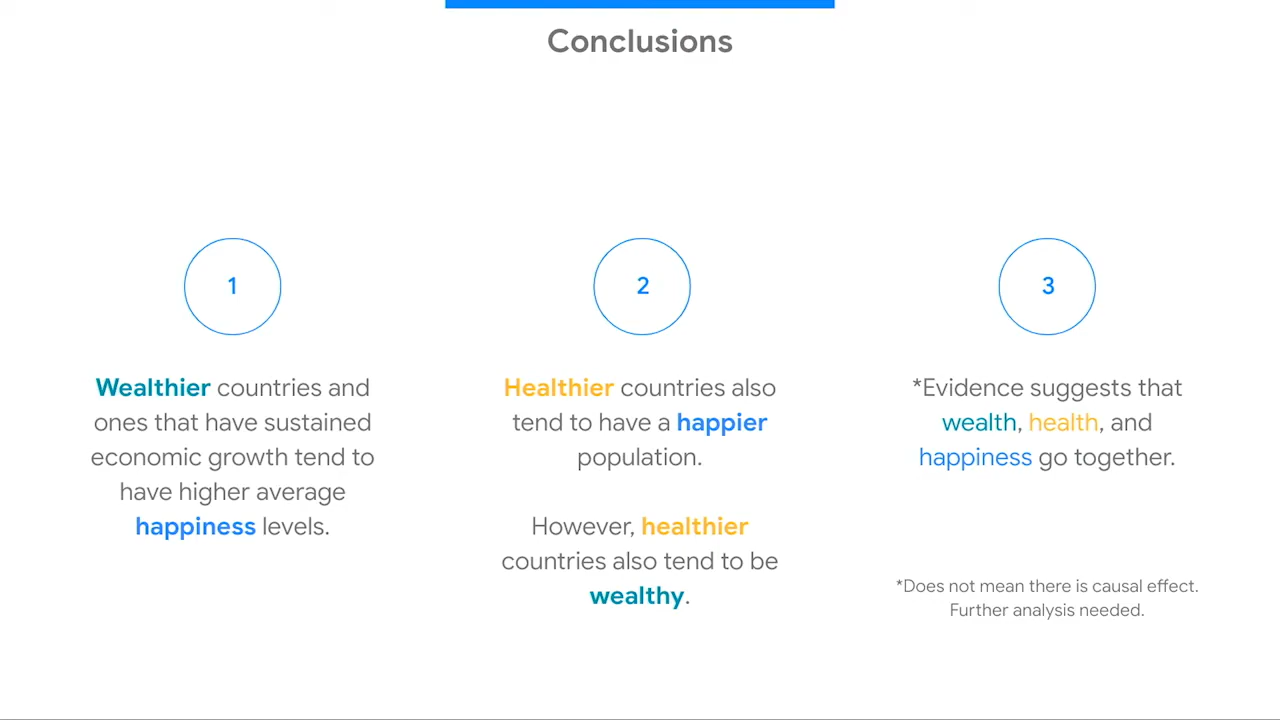 Conclusions
1
Wealthier countries and
ones that have sustained
economic growth tend to
have higher average
happiness levels.
2
Healthier countries also
tend to have a happier
population.
However, healthier
countries also tend to be
wealthy.
3
*Evidence suggests that
wealth, health, and
happiness go together.
*Does not mean there is causal effect.
Further analysis needed.